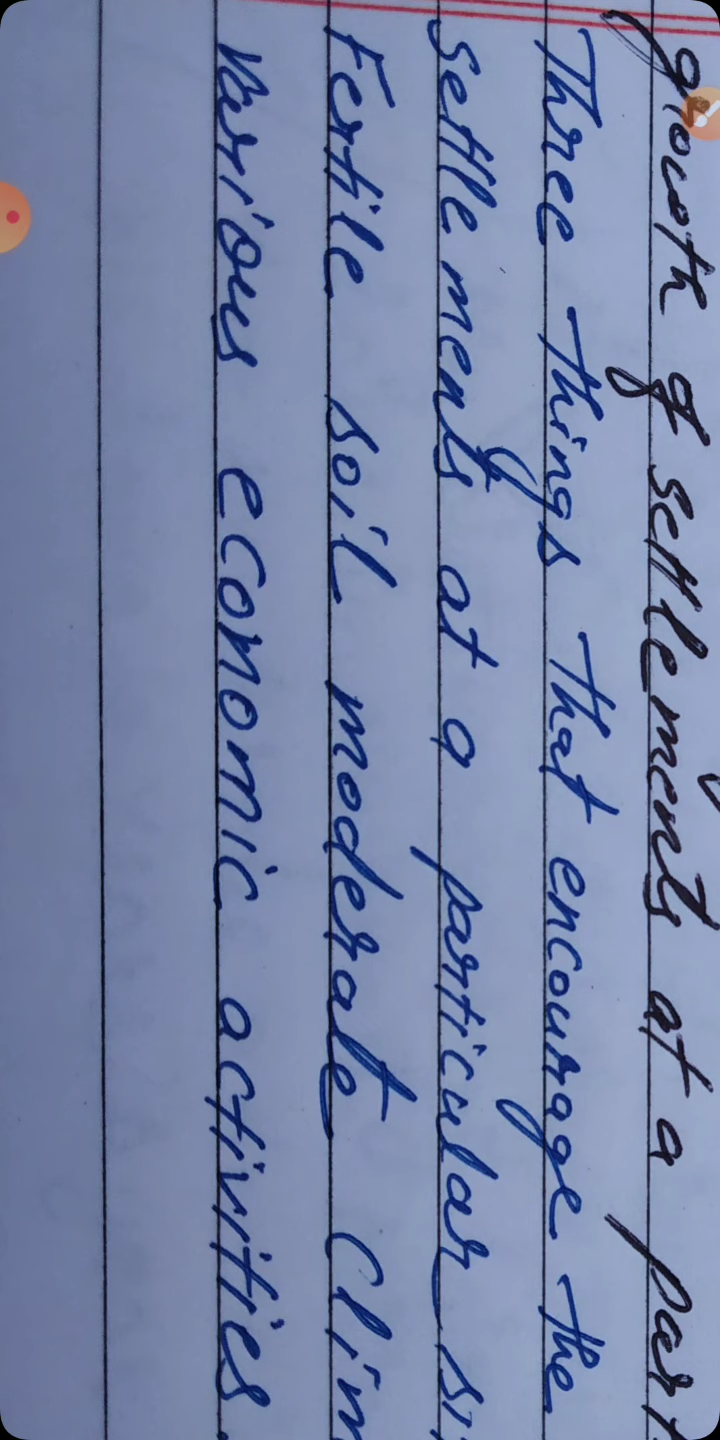 growth of settlements at a part
Three things that encourage the
settlements at a particular si
Fertile soil moderate clim
various economic activities.